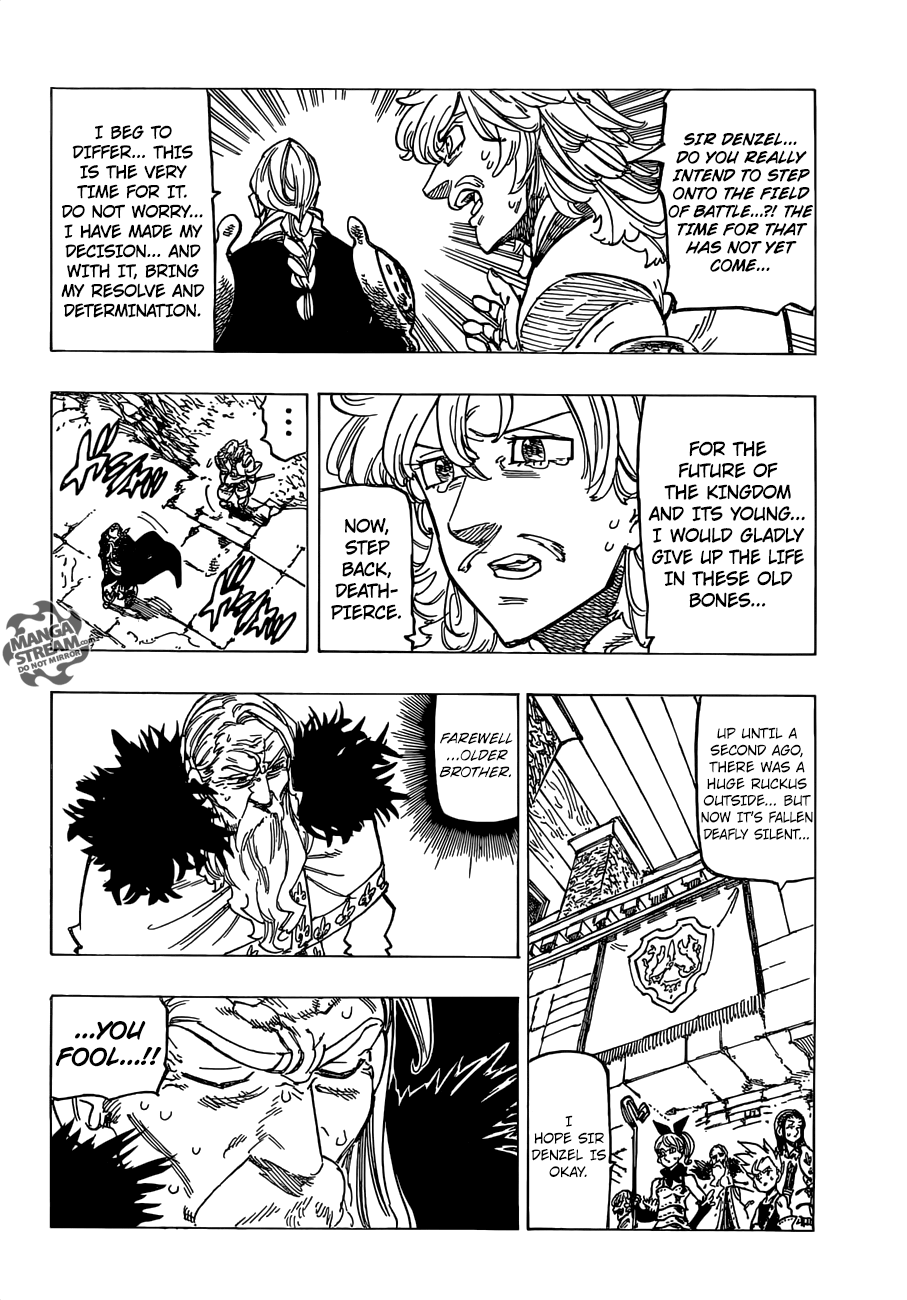 SIR DENZEL...
DO YOU REALLY
INTEND TO STEP
ONTO THE FIELD
OF BATTLE...?! THE
TIME FOR THAT
HAS NOT YET
COME...
I BEG TO
DIFFER... THIS
IS THE VERY
TIME FOR IT.
DO NOT WORRY...
I HAVE MADE MY
DECISION... AND
WITH IT, BRING
MY RESOLVE AND
DETERMINATION.
FOR THE
FUTURE OF
THE KINGDOM
AND ITS YOUNG...
I WOULD GLADLY
GIVE UP THE LIFE
IN THESE OLD
BONES...
NOW,
STEP
BACK,
DEATH-
PIERCE.
...
MANGA
STREAM.com
DO NOT MIRROR
UP UNTIL A
SECOND AGO,
THERE WAS A
HUGE RUCKUS
OUTSIDE... BUT
NOW IT'S FALLEN
DEAFLY SILENT...
I
HOPE SIR
DENZEL IS
OKAY.
FAREWELL
...OLDER
BROTHER.
...YOU
FOOL...!!